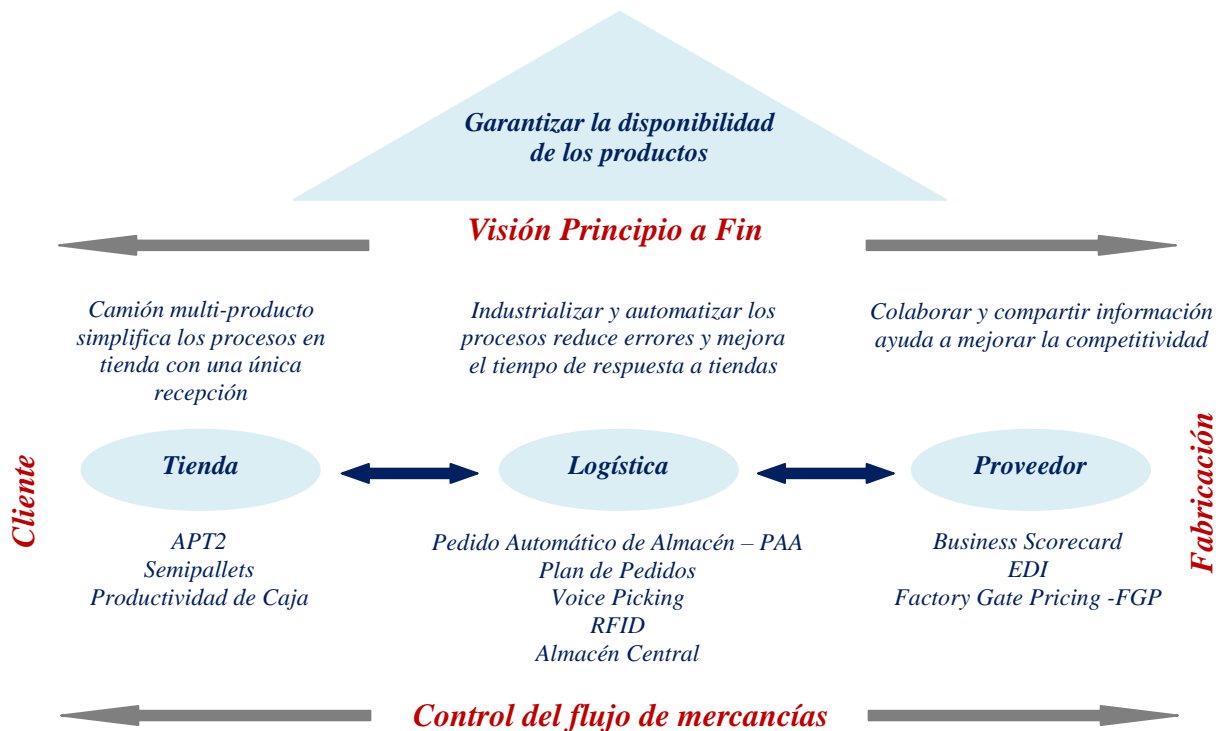 Garantizar la disponibilidad
de los productos
Visión Principio a Fin
Camión multi-producto
simplifica los procesos en
tienda con una única
recepción
Industrializar y automatizar los
procesos reduce errores y mejora
el tiempo de respuesta a tiendas
Colaborar y compartir información
ayuda a mejorar la competitividad
Cliente
Tienda
Logística
Proveedor
Fabricación
APT2
Semipallets
Productividad de Caja
Pedido Automático de Almacén – PAA
Plan de Pedidos
Voice Picking
RFID
Almacén Central
Business Scorecard
EDI
Factory Gate Pricing -FGP
Control del flujo de mercancías